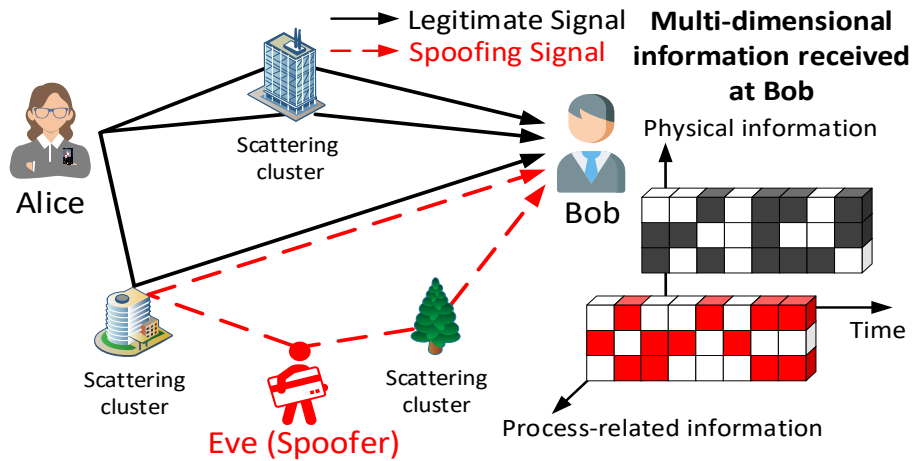 Legitimate Signal
Spoofing Signal
Multi-dimensional
information received
at Bob
Physical information
Scattering
cluster
Alice
Bob
Time
Scattering
cluster
Scattering
cluster
Eve (Spoofer)
Process-related information